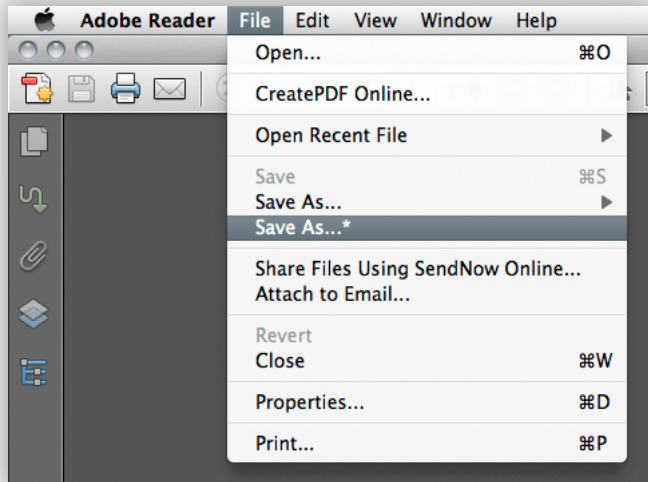 Adobe Reader File Edit View Window Help
Open... ⌘O
CreatePDF Online...
Open Recent File
Save ⌘S
Save As...
Save As...*
Share Files Using SendNow Online...
Attach to Email...
Revert
Close ⌘W
Properties... ⌘D
Print... ⌘P